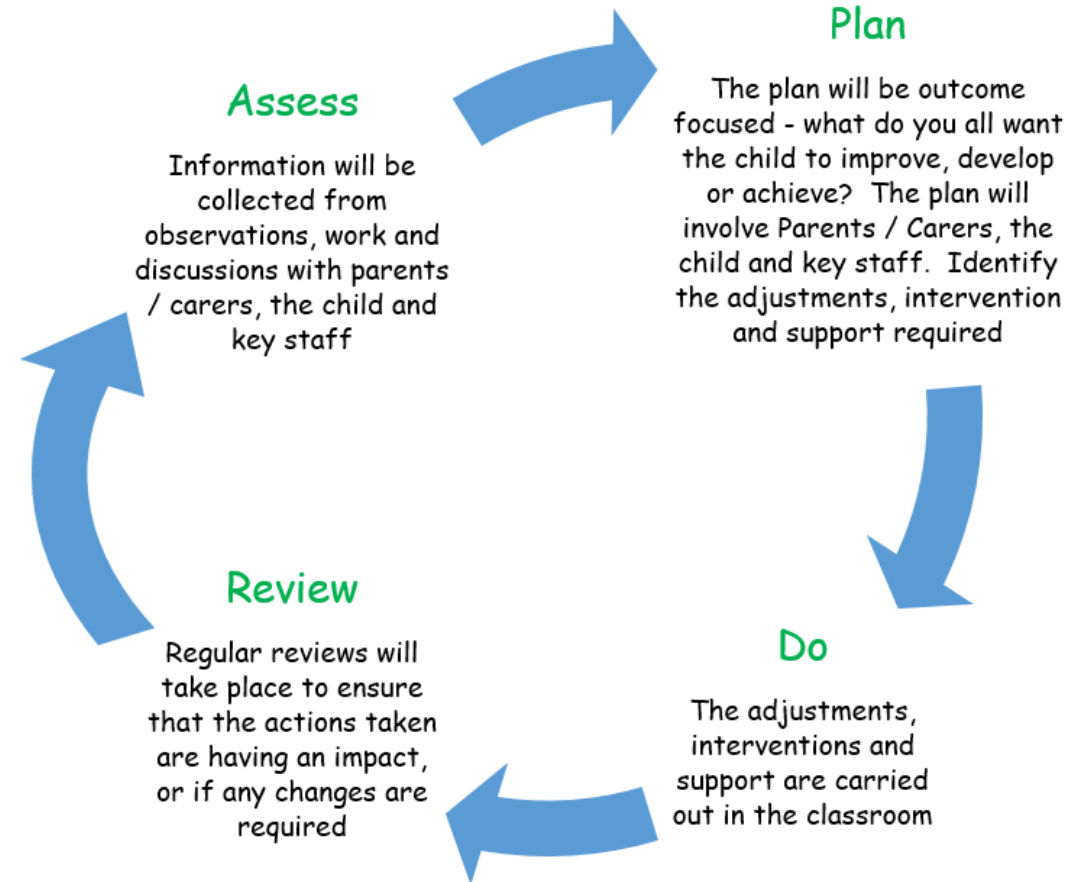 Assess
Information will be
collected from
observations, work and
discussions with parents
/ carers, the child and
key staff
Plan
The plan will be outcome
focused - what do you all want
the child to improve, develop
or achieve?  The plan will
involve Parents / Carers, the
child and key staff.  Identify
the adjustments, intervention
and support required
Do
The adjustments,
interventions and
support are carried
out in the classroom
Review
Regular reviews will
take place to ensure
that the actions taken
are having an impact,
or if any changes are
required